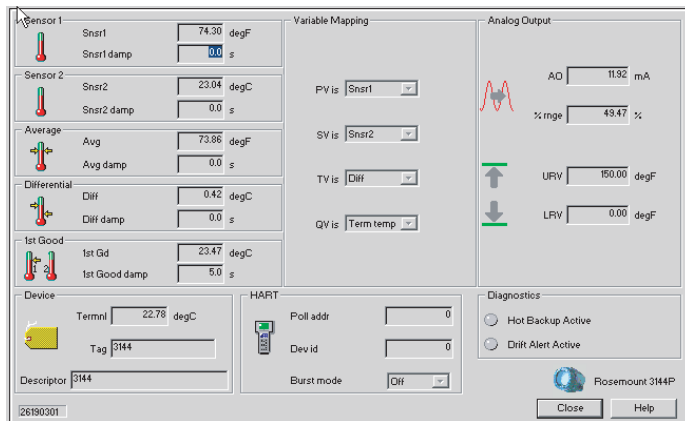 Sensor 1
Snsr1 74.30 degF
Snsr1 damp 0.0 s
Sensor 2
Snsr2 23.04 degC
Snsr2 damp 0.0 s
Average
Avg 73.86 degF
Avg damp 0.0 s
Differential
Diff 0.42 degC
Diff damp 0.0 s
1st Good
1 2
1st Gd 23.47 degC
1st Good damp 5.0 s
Variable Mapping
PV is Snsr1
SV is Snsr2
TV is Diff
QV is Term temp
Analog Output
AO 11.92 mA
% rnge 49.47 %
URV 150.00 degF
LRV 0.00 degF
Device
Termnl 22.78 degC
Tag 3144
Descriptor 3144
HART
Poll addr 0
Dev id 0
Burst mode Off
Diagnostics
Hot Backup Active
Drift Alert Active
Rosemount 3144P
26190301
Close Help